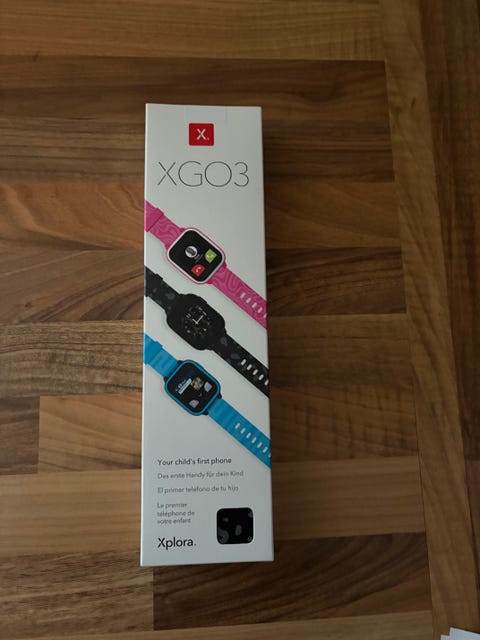 X.
XGO3
Your child's first phone
Das erste Handy für dein Kind
El primer teléfono de tu hijo
Le premier
téléphone de
votre enfant
Xplora.